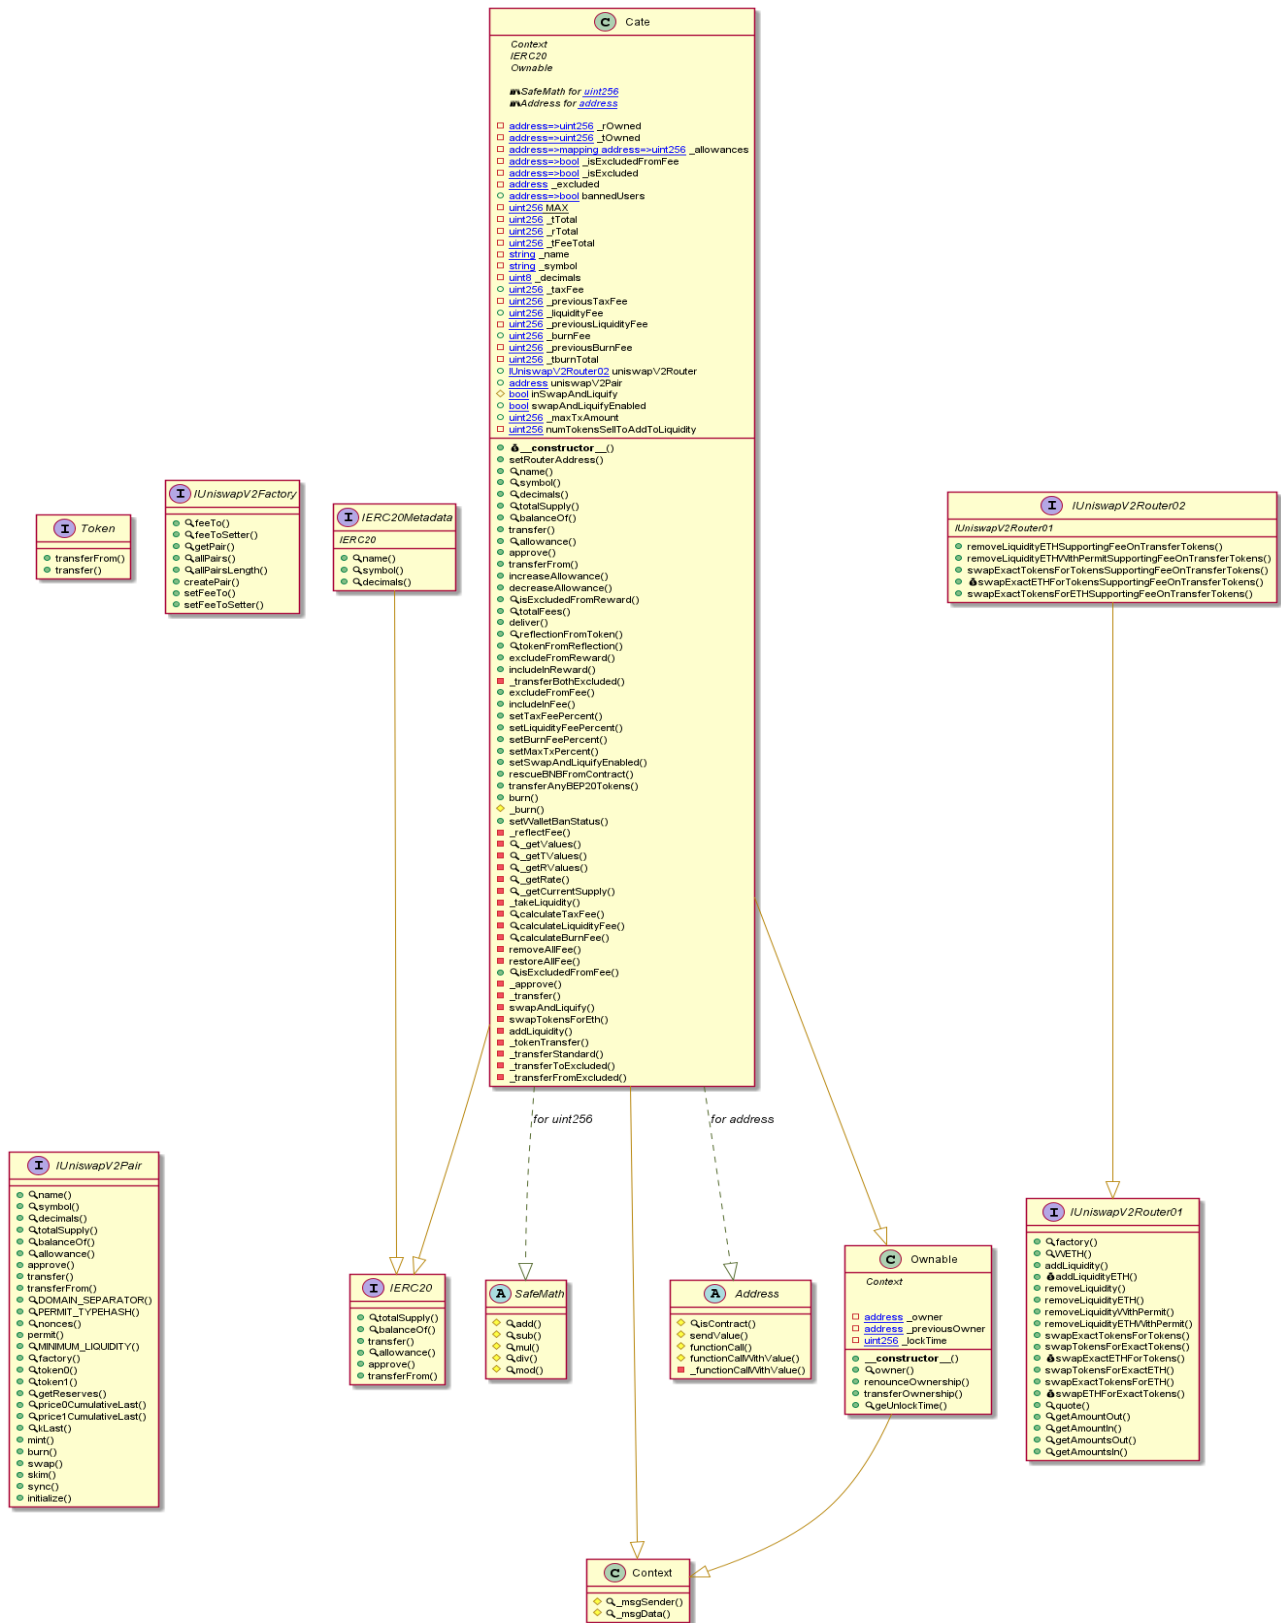 Cate
Context
IERC20
Ownable
SafeMath for uint256
Address for address
address=>uint256 _rOwned
address=>uint256 _tOwned
address=>mapping address=>uint256 _allowances
address=>bool _isExcludedFromFee
address=>bool _isExcluded
address _excluded
address=>bool bannedUsers
uint256 MAX
uint256 _tTotal
uint256 _rTotal
uint256 _tFeeTotal
string _name
string _symbol
uint8 _decimals
uint256 _taxFee
uint256 _previousTaxFee
uint256 _liquidityFee
uint256 _previousLiquidityFee
uint256 _burnFee
uint256 _previousBurnFee
uint256 _tburnTotal
IUniswapV2Router02 uniswapV2Router
address uniswapV2Pair
bool inSwapAndLiquify
bool swapAndLiquifyEnabled
uint256 _maxTxAmount
uint256 numTokensSellToAddToLiquidity
__constructor__()
setRouterAddress()
name()
symbol()
decimals()
totalSupply()
balanceOf()
transfer()
allowance()
approve()
transferFrom()
increaseAllowance()
decreaseAllowance()
isExcludedFromReward()
totalFees()
deliver()
reflectionFromToken()
tokenFromReflection()
excludeFromReward()
includeInReward()
_transferBothExcluded()
excludeFromFee()
includeInFee()
setTaxFeePercent()
setLiquidityFeePercent()
setBurnFeePercent()
setMaxTxPercent()
setSwapAndLiquifyEnabled()
rescueBNBFromContract()
transferAnyBEP20Tokens()
burn()
_burn()
setWalletBanStatus()
_reflectFee()
_getValues()
_getTValues()
_getRValues()
_getRate()
_getCurrentSupply()
_takeLiquidity()
calculateTaxFee()
calculateLiquidityFee()
calculateBurnFee()
removeAllFee()
restoreAllFee()
isExcludedFromFee()
_approve()
_transfer()
swapAndLiquify()
swapTokensForEth()
addLiquidity()
_tokenTransfer()
_transferStandard()
_transferToExcluded()
_transferFromExcluded()
Token
transferFrom()
transfer()
IUniswapV2Factory
feeTo()
feeToSetter()
getPair()
allPairs()
allPairsLength()
createPair()
setFeeTo()
setFeeToSetter()
IERC20Metadata
IERC20
name()
symbol()
decimals()
IUniswapV2Router02
IUniswapV2Router01
removeLiquidityETHSupportingFeeOnTransferTokens()
removeLiquidityETHWithPermitSupportingFeeOnTransferTokens()
swapExactTokensForTokensSupportingFeeOnTransferTokens()
swapExactETHForTokensSupportingFeeOnTransferTokens()
swapExactTokensForETHSupportingFeeOnTransferTokens()
for uint256
for address
IUniswapV2Pair
name()
symbol()
decimals()
totalSupply()
balanceOf()
allowance()
approve()
transfer()
transferFrom()
DOMAIN_SEPARATOR()
PERMIT_TYPEHASH()
nonces()
permit()
MINIMUM_LIQUIDITY()
factory()
token0()
token1()
getReserves()
price0CumulativeLast()
price1CumulativeLast()
kLast()
mint()
burn()
swap()
skim()
sync()
initialize()
IERC20
totalSupply()
balanceOf()
transfer()
allowance()
approve()
transferFrom()
SafeMath
add()
sub()
mul()
div()
mod()
Address
isContract()
sendValue()
functionCall()
functionCallWithValue()
_functionCallWithValue()
Ownable
Context
address _owner
address _previousOwner
uint256 _lockTime
__constructor__()
owner()
renounceOwnership()
transferOwnership()
geUnlockTime()
IUniswapV2Router01
factory()
WETH()
addLiquidity()
addLiquidityETH()
removeLiquidity()
removeLiquidityETH()
removeLiquidityWithPermit()
removeLiquidityETHWithPermit()
swapExactTokensForTokens()
swapTokensForExactTokens()
swapExactETHForTokens()
swapTokensForExactETH()
swapExactTokensForETH()
swapETHForExactTokens()
quote()
getAmountOut()
getAmountIn()
getAmountsOut()
getAmountsIn()
Context
_msgSender()
_msgData()